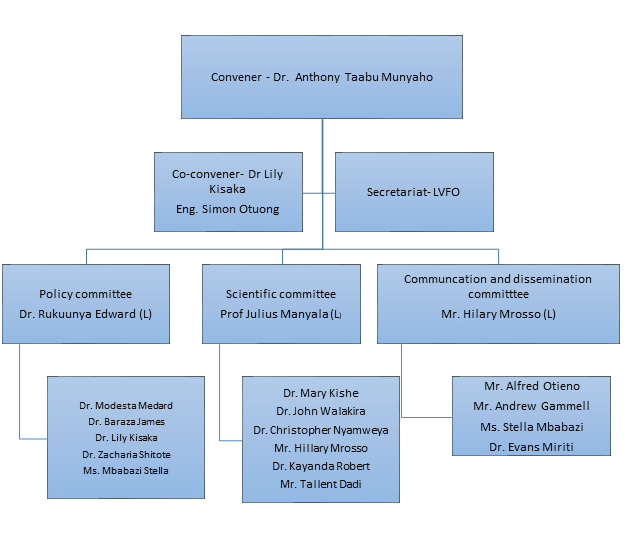 Convener - Dr. Anthony Taabu Munyaho
Co-convener- Dr Lily
Kisaka
Eng. Simon Otuong
Secretariat- LVFO
Policy committee
Dr. Rukuunya Edward (L)
Scientific committee
Prof Julius Manyala (L)
Communcation and dissemination
committtee
Mr. Hilary Mrosso (L)
Dr. Modesta Medard
Dr. Baraza James
Dr. Lily Kisaka
Dr. Zacharia Shitote
Ms. Mbabazi Stella
Dr. Mary Kishe
Dr. John Walakira
Dr. Christopher Nyamweya
Mr. Hillary Mrosso
Dr. Kayanda Robert
Mr. Tallent Dadi
Mr. Alfred Otieno
Mr. Andrew Gammell
Ms. Stella Mbabazi
Dr. Evans Miriti